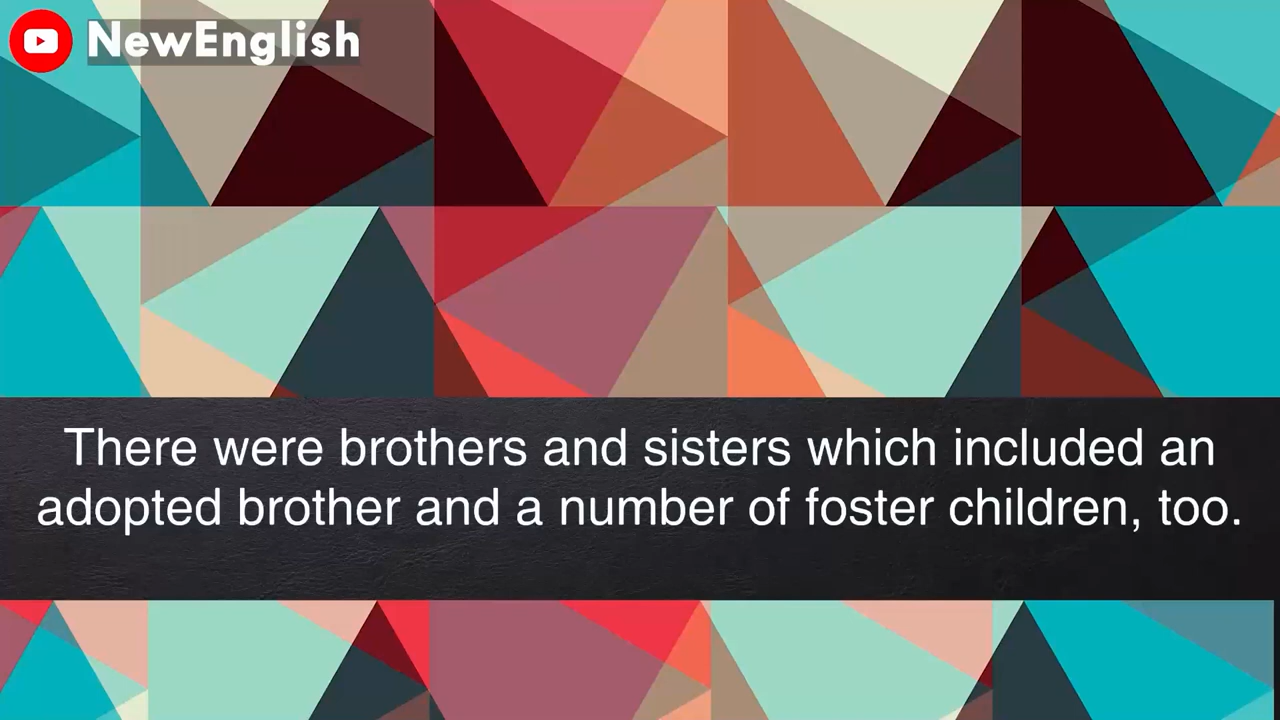 NewEnglish
There were brothers and sisters which included an
adopted brother and a number of foster children, too.